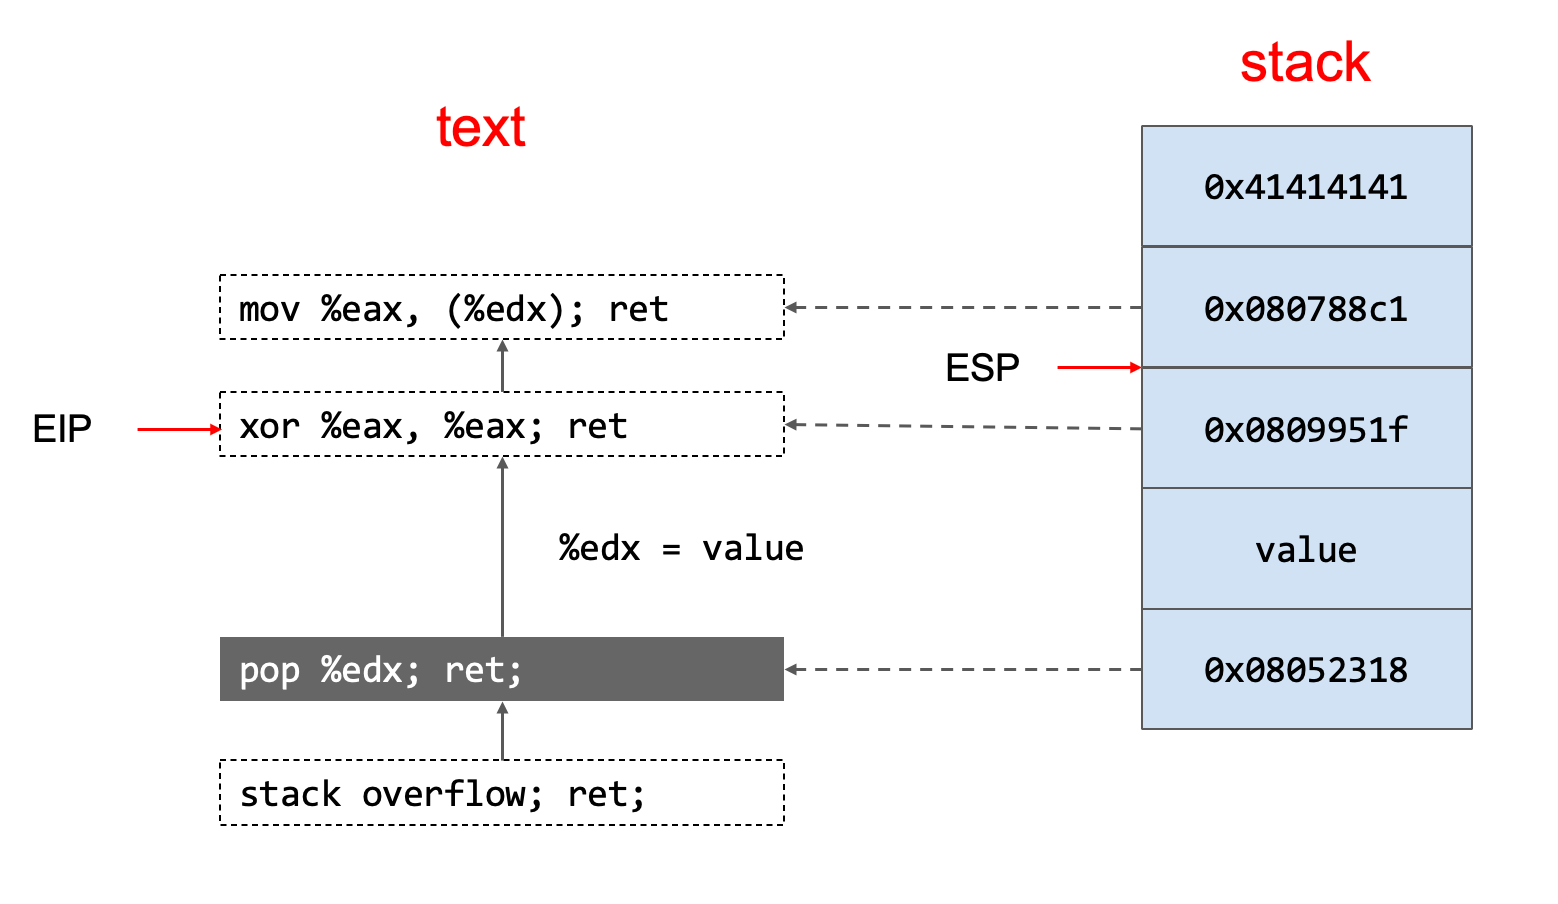 stack
text
0x41414141
mov %eax, (%edx); ret
0x080788c1
ESP
EIP
xor %eax, %eax; ret
0x0809951f
%edx = value
value
pop %edx; ret;
0x08052318
stack overflow; ret;